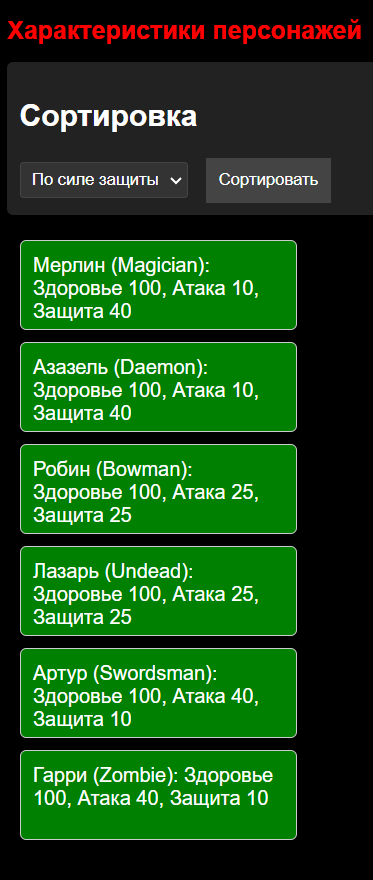 Характеристики персонажей
Сортировка
По силе защиты
Сортировать
Мерлин (Magician):
Здоровье 100, Атака 10,
Защита 40
Азазель (Daemon):
Здоровье 100, Атака 10,
Защита 40
Робин (Bowman):
Здоровье 100, Атака 25,
Защита 25
Лазарь (Undead):
Здоровье 100, Атака 25,
Защита 25
Артур (Swordsman):
Здоровье 100, Атака 40,
Защита 10
Гарри (Zombie): Здоровье
100, Атака 40, Защита 10